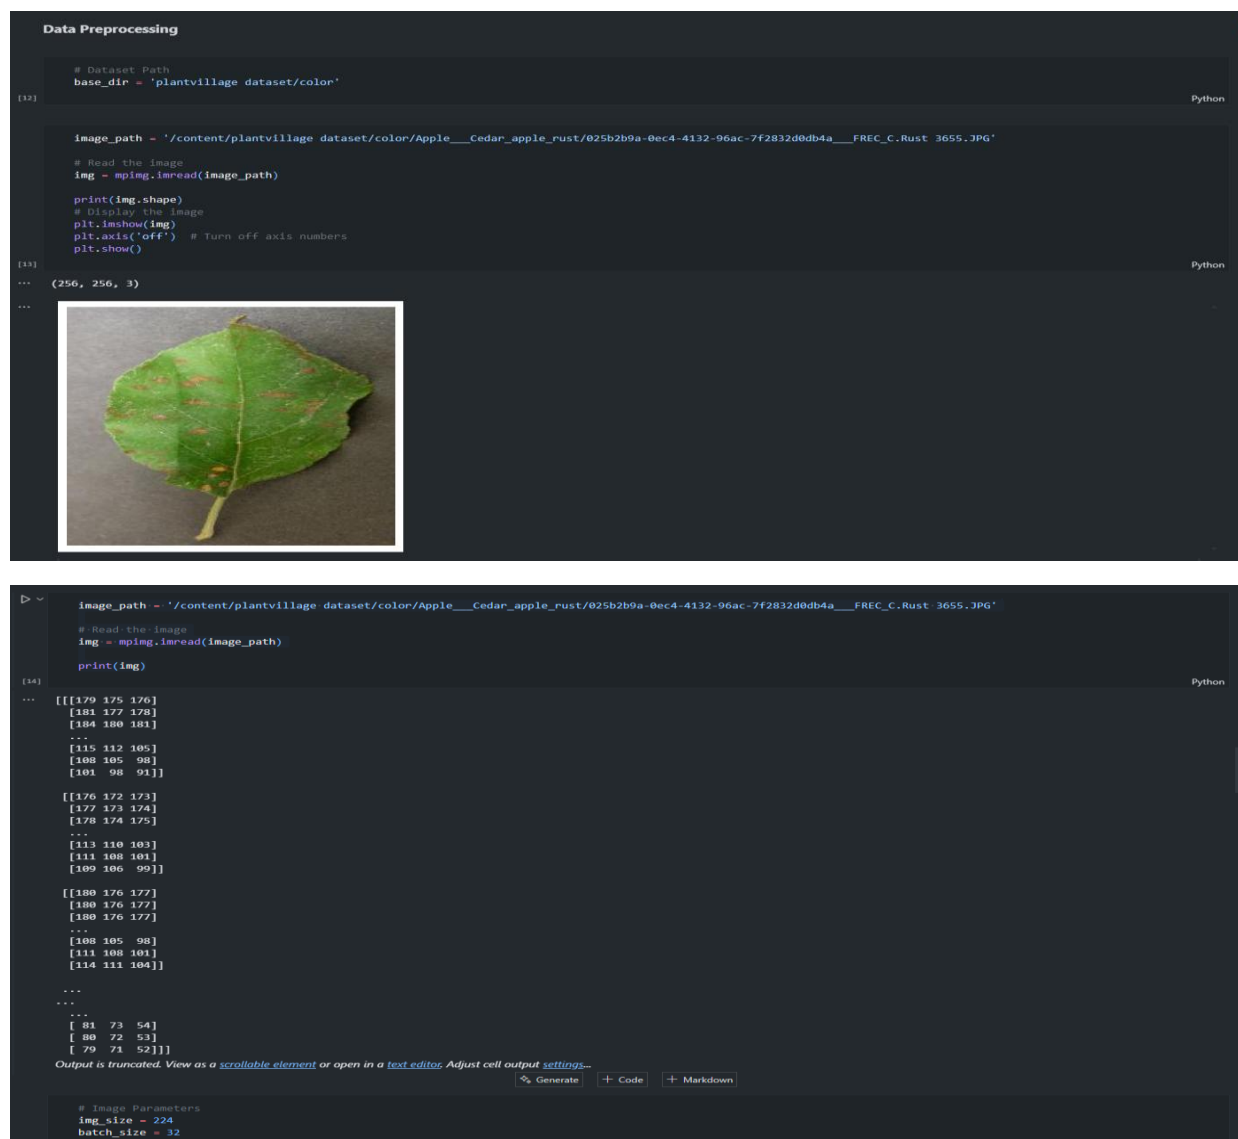 Data Preprocessing
# Dataset Path
base_dir = 'plantvillage dataset/color'
[12]
Python
image_path = '/content/plantvillage dataset/color/Apple___Cedar_apple_rust/025b2b9a-0ec4-4132-96ac-7f2832d0db4a___FREC_C.Rust 3655.JPG'
# Read the image
img = mpimg.imread(image_path)
print(img.shape)
# Display the image
plt.imshow(img)
plt.axis('off')  # Turn off axis numbers
plt.show()
[13]
Python
... (256, 256, 3)
...
image_path = '/content/plantvillage dataset/color/Apple___Cedar_apple_rust/025b2b9a-0ec4-4132-96ac-7f2832d0db4a___FREC_C.Rust 3655.JPG'
# Read the image
img = mpimg.imread(image_path)
print(img)
[14]
Python
... [[[179 175 176]
[181 177 178]
[184 180 181]
...
[115 112 105]
[108 105  98]
[101  98  91]]
[[176 172 173]
[177 173 174]
[178 174 175]
...
[113 110 103]
[111 108 101]
[109 106  99]]
[[180 176 177]
[180 176 177]
[180 176 177]
...
[108 105  98]
[111 108 101]
[114 111 104]]
...
...
...
[ 81  73  54]
[ 80  72  53]
[ 79  71  52]]]
Output is truncated. View as a scrollable element or open in a text editor. Adjust cell output settings...
Generate + Code + Markdown
# Image Parameters
img_size = 224
batch_size = 32